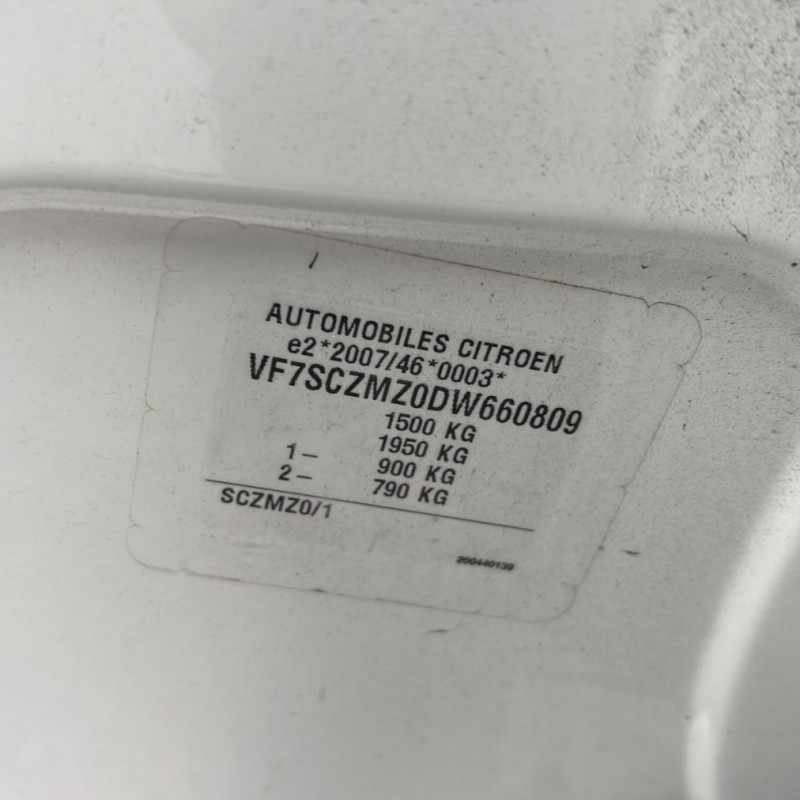 AUTOMOBILES CITROEN
e2*2007/46*0003*
VF7SCZMZ0DW660809
1500 KG
1950 KG
1– 900 KG
2– 790 KG
SCZMZ0/1
200440139